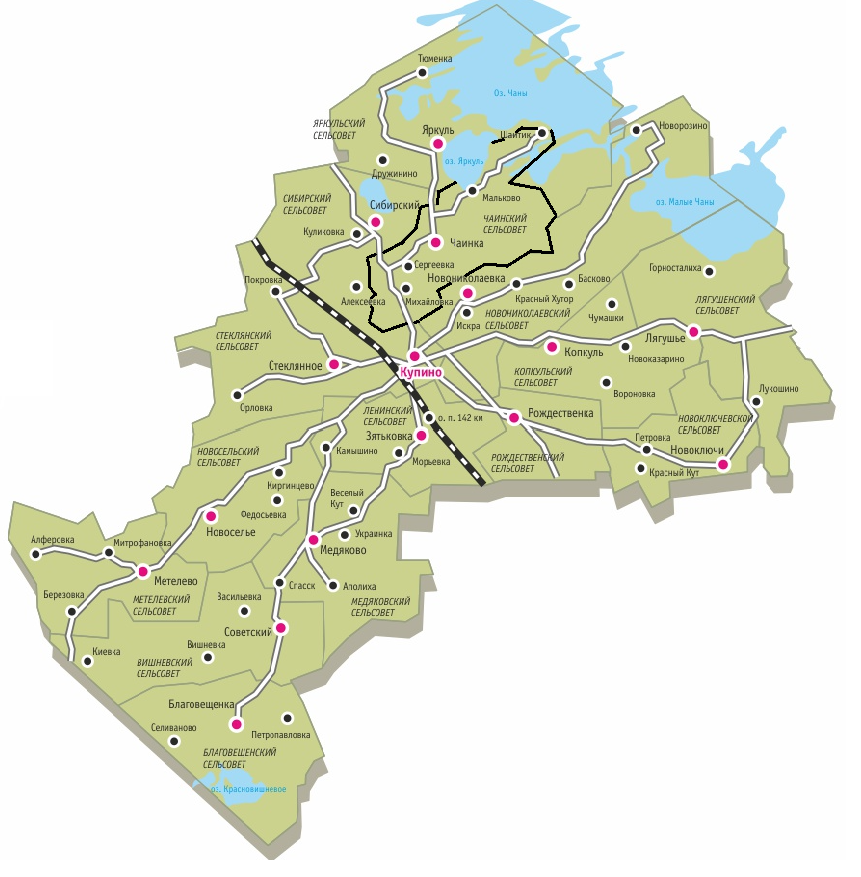 Тюменка
Оз. Чаны
ЯРКУЛЬСКИЙ
СЕЛЬСОВЕТ
Яркуль
Шаитик
Новорозино
оз. Яркуль
Дружинино
СИБИРСКИЙ
СЕЛЬСОВЕТ
Сибирский
Мальково
оз. Малые Чаны
ЧАИНСКИЙ
СЕЛЬСОВЕТ
Куликовка
Чаинка
Сергеевка
Горносталиха
Покровка
Новониколаевка
Басково
Алексеевка
Михайловка
Красный Хутор
ЛЯГУШЕНСКИЙ
СЕЛЬСОВЕТ
Чумашки
Искра
НОВОНИКОЛАЕВСКИЙ
СЕЛЬСОВЕТ
СТЕКЛЯНСКИЙ
СЕЛЬСОВЕТ
Лягушье
Стеклянное
Купино
Копкуль
Новоказарино
КОПКУЛЬСКИЙ
СЕЛЬСОВЕТ
Вороновка
Лукошино
Срловка
ЛЕНИНСКИЙ
СЕЛЬСОВЕТ
о. п. 142 км
Рождественка
НОВОКЛЮЧЕВСКОЙ
СЕЛЬСОВЕТ
Зятьковка
Гетровка
Новоключи
НОВОСЕЛЬСКИЙ
СЕЛЬСОВЕТ
Камышино
Морьевка
РОЖДЕСТВЕНСКИЙ
СЕЛЬСОВЕТ
Красный Кут
Киргинцево
Веселый
Кут
Федосьевка
Новоселье
Украинка
Алферовка
Митрофановка
Медяково
Метелево
Спасск
Аполиха
Березовка
МЕТЕЛЕВСКИЙ
СЕЛЬСОВЕТ
Васильевка
МЕДЯКОВСКИЙ
СЕЛЬСОВЕТ
Советский
Киевка
Вишневка
ВИШНЕВСКИЙ
СЕЛЬСОВЕТ
Благовещенка
Селиваново
Петропавловка
БЛАГОВЕЩЕНСКИЙ
СЕЛЬСОВЕТ
оз. Красновишневое